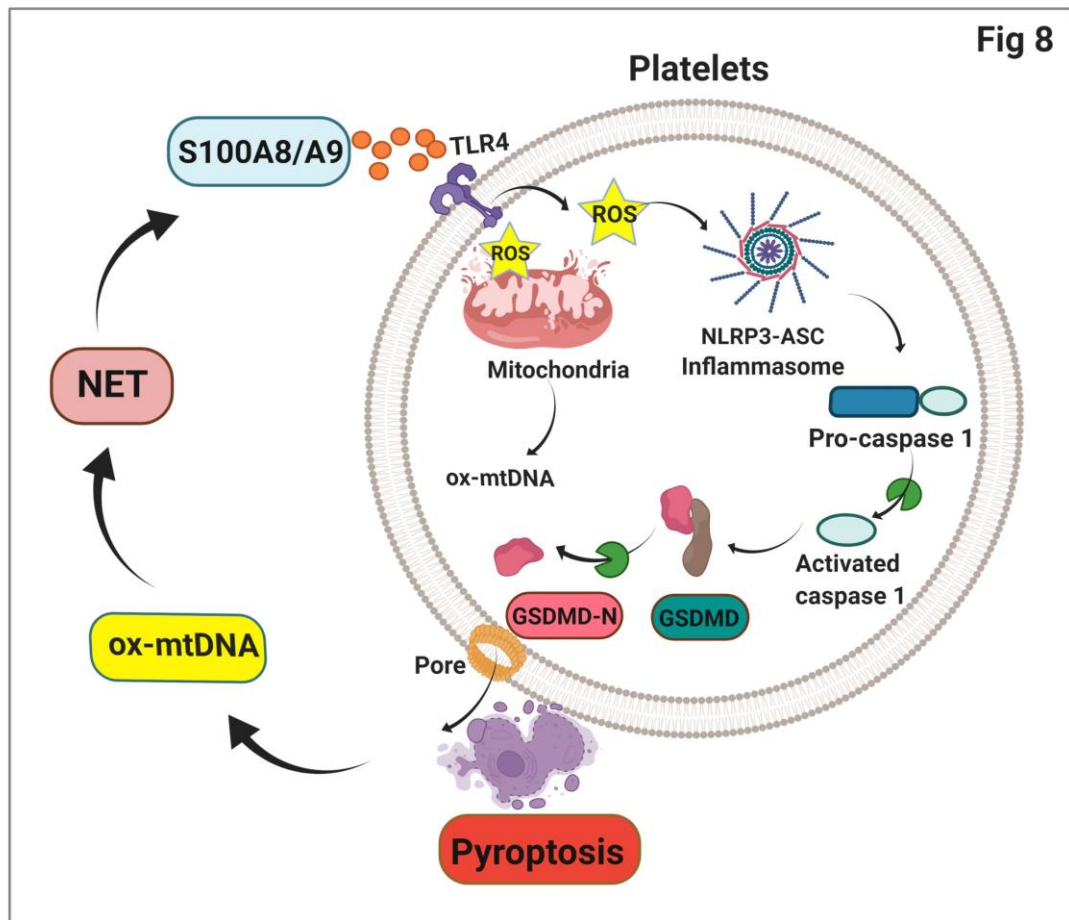 Fig 8
Platelets
S100A8/A9
TLR4
ROS
ROS
NLRP3-ASC
Inflammasome
Mitochondria
NET
Pro-caspase 1
ox-mtDNA
Activated
caspase 1
GSDMD-N
GSDMD
ox-mtDNA
Pore
Pyroptosis